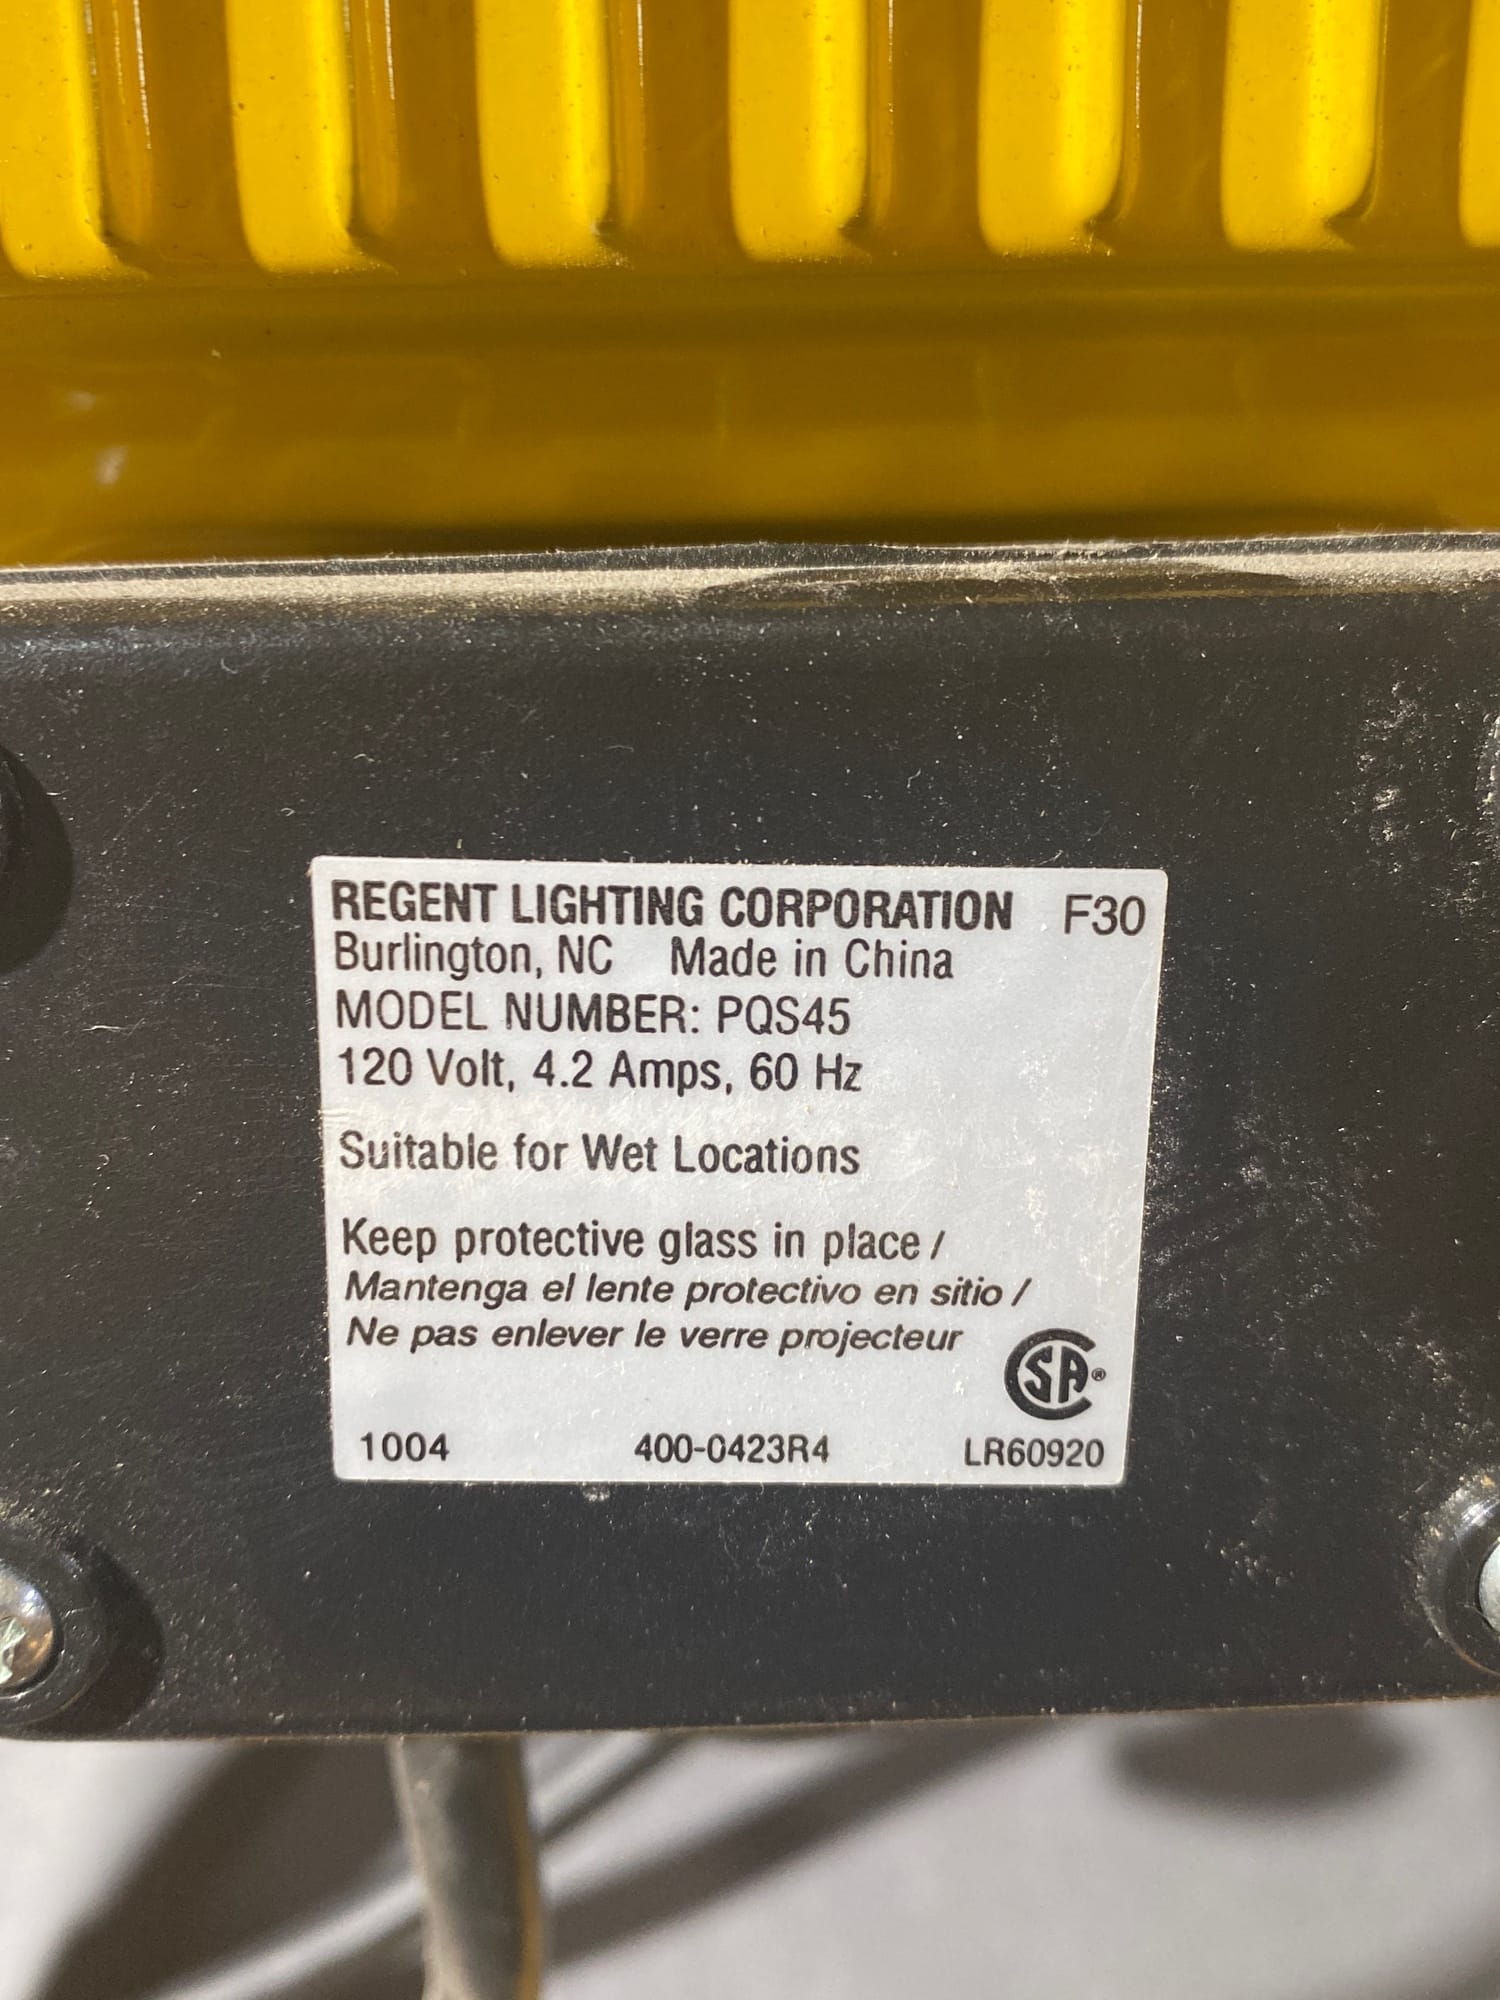 REGENT LIGHTING CORPORATION F30
Burlington, NC Made in China
MODEL NUMBER: PQS45
120 Volt, 4.2 Amps, 60 Hz
Suitable for Wet Locations
Keep protective glass in place /
Mantenga el lente protectivo en sitio /
Ne pas enlever le verre projecteur
CSA®
1004 400-0423R4 LR60920